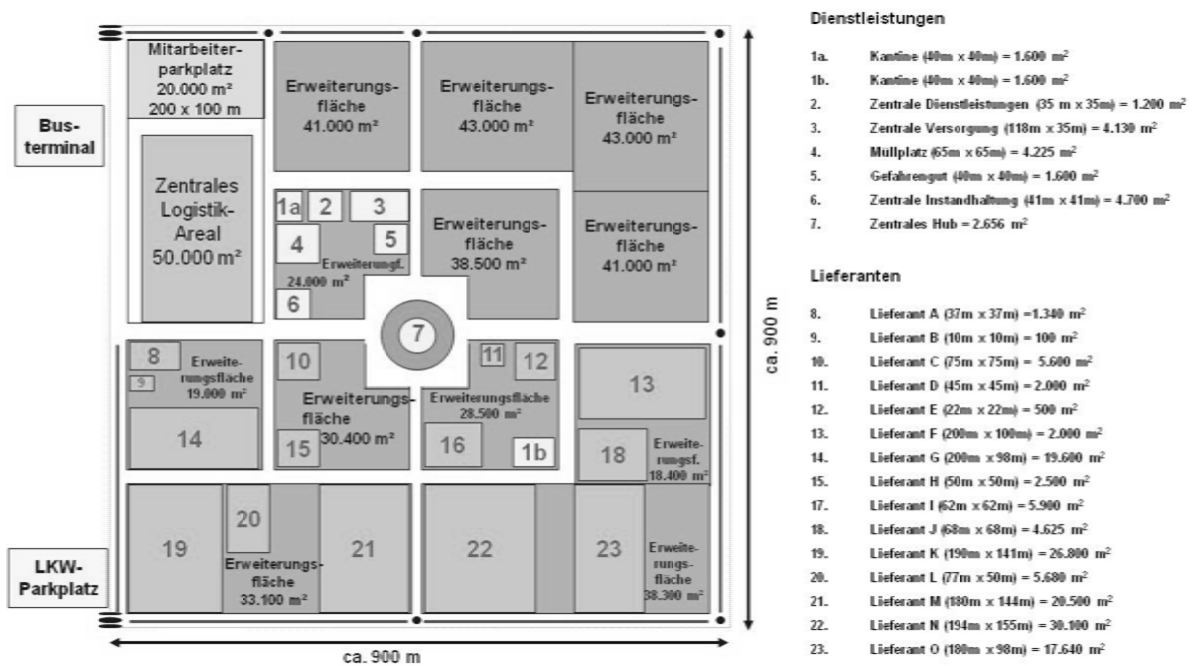 Mitarbeiter-
parkplatz
20.000 m²
200 x 100 m
Erweiterungs-
fläche
41.000 m²
Erweiterungs-
fläche
43.000 m²
Erweiterungs-
fläche
43.000 m²
Bus-
terminal
Zentrales
Logistik-
Areal
50.000 m²
1a
2
3
4
5
Erweiterungf.
24.000 m²
6
Erweiterungs-
fläche
38.500 m²
Erweiterungs-
fläche
41.000 m²
7
8
9
Erweite-
rungsfläche
19.000 m²
14
10
Erweiterungs-
fläche
30.400 m²
15
11
12
Erweiterungsfläche
28.500 m²
16
1b
13
18
Erweite-
rungsf.
18.400 m²
19
20
Erweiterungs-
fläche
33.100 m²
21
22
23
Erweite-
rungs-
fläche
38.300 m²
LKW-
Parkplatz
ca. 900 m
ca. 900 m
Dienstleistungen
1a. Kantine (40m x 40m) = 1.600 m²
1b. Kantine (40m x 40m) = 1.600 m²
2. Zentrale Dienstleistungen (35 m x 35m) = 1.200 m²
3. Zentrale Versorgung (118m x 35m) = 4.130 m²
4. Müllplatz (65m x 65m) = 4.225 m²
5. Gefahrengut (40m x 40m) = 1.600 m²
6. Zentrale Instandhaltung (41m x 41m) = 4.700 m²
7. Zentrales Hub = 2.656 m²
Lieferanten
8. Lieferant A (37m x 37m) =1.340 m²
9. Lieferant B (10m x 10m) = 100 m²
10. Lieferant C (75m x 75m) = 5.600 m²
11. Lieferant D (45m x 45m) = 2.000 m²
12. Lieferant E (22m x 22m) = 500 m²
13. Lieferant F (200m x 100m) = 2.000 m²
14. Lieferant G (200m x 98m) = 19.600 m²
15. Lieferant H (50m x 50m) = 2.500 m²
17. Lieferant I (62m x 62m) = 5.900 m²
18. Lieferant J (68m x 68m) = 4.625 m²
19. Lieferant K (190m x 141m) = 26.800 m²
20. Lieferant L (77m x 50m) = 5.680 m²
21. Lieferant M (180m x 144m) = 20.500 m²
22. Lieferant N (194m x 155m) = 30.100 m²
23. Lieferant O (180m x 98m) = 17.640 m²